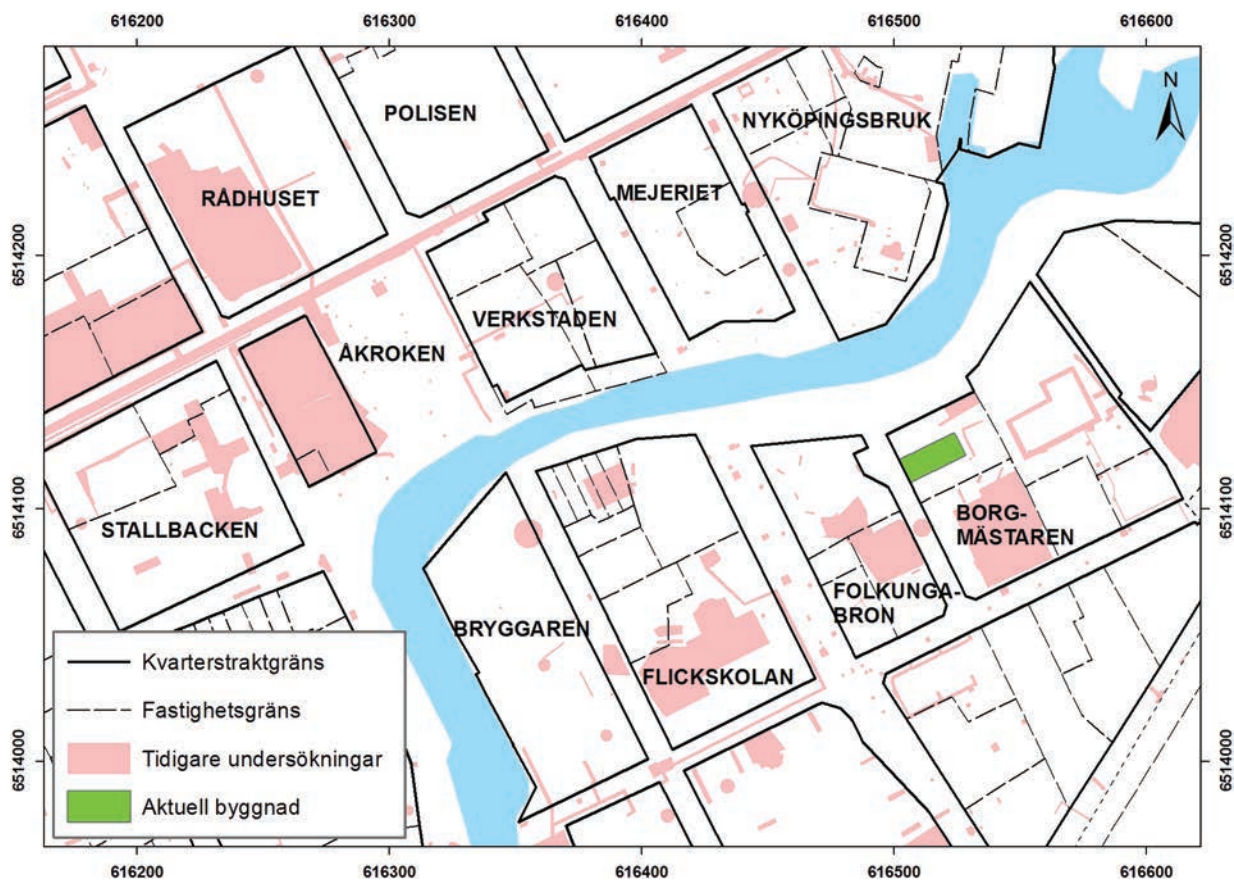 616200
616300
616400
616500
616600
N
POLISEN
NYKÖPINGSBRUK
RÅDHUSET
MEJERIET
6514200
6514200
VERKSTADEN
ÅKROKEN
6514100
6514100
STALLBACKEN
BORG-
MÄSTAREN
FOLKUNGA-
BRON
BRYGGAREN
FLICKSKOLAN
Kvarterstraktgräns
Fastighetsgräns
Tidigare undersökningar
Aktuell byggnad
6514000
6514000
616200
616300
616400
616500
616600